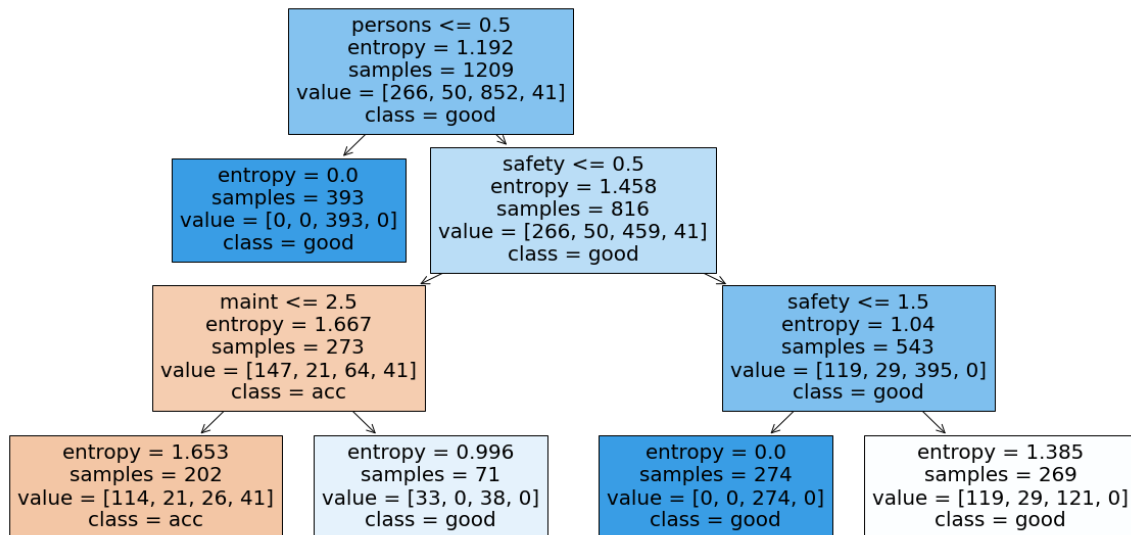 persons <= 0.5
entropy = 1.192
samples = 1209
value = [266, 50, 852, 41]
class = good
entropy = 0.0
samples = 393
value = [0, 0, 393, 0]
class = good
safety <= 0.5
entropy = 1.458
samples = 816
value = [266, 50, 459, 41]
class = good
maint <= 2.5
entropy = 1.667
samples = 273
value = [147, 21, 64, 41]
class = acc
safety <= 1.5
entropy = 1.04
samples = 543
value = [119, 29, 395, 0]
class = good
entropy = 1.653
samples = 202
value = [114, 21, 26, 41]
class = acc
entropy = 0.996
samples = 71
value = [33, 0, 38, 0]
class = good
entropy = 0.0
samples = 274
value = [0, 0, 274, 0]
class = good
entropy = 1.385
samples = 269
value = [119, 29, 121, 0]
class = good